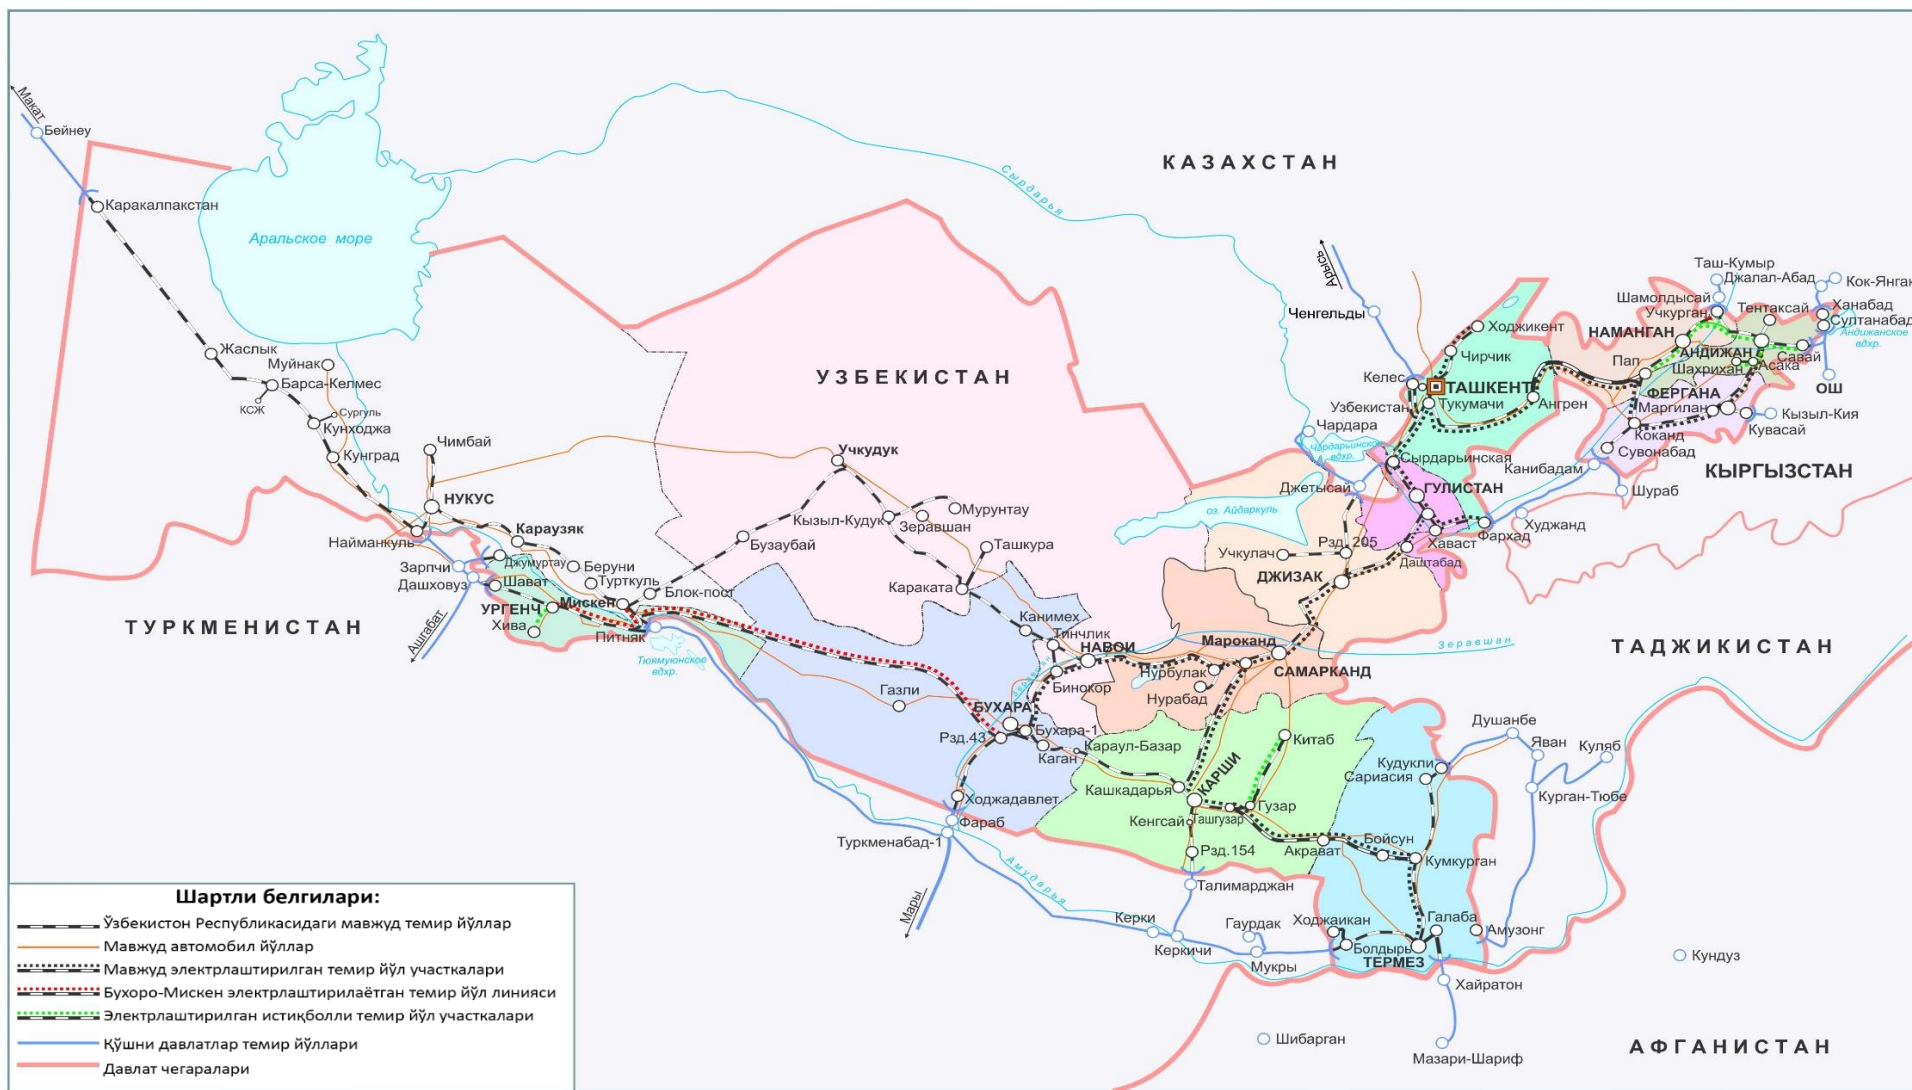 Макат
Бейнеу
Каракалпакстан
Аральское море
Сырдарья
КАЗАХСТАН
Арысь
Ченгельды
Таш-Кумыр
Джалал-Абад
Кок-Янгак
Шамолдысай
Учкурган
Тентаксай
Ханабад
Султанабад
Андижанское
вдхр.
НАМАНГАН
АНДИЖАН
Савай
Пап
Шахрихан
Асака
ОШ
ФЕРГАНА
Маргилан
Кызыл-Кия
Кувасай
Коканд
Сувонабад
Канибадам
КЫРГЫЗСТАН
Шураб
Ходжикент
Чирчик
Келес
ТАШКЕНТ
Узбекистан
Тукумачи
Ангрен
Чардара
Чардарьинское
вдхр.
Сырдарьинская
Джетысай
ГУЛИСТАН
Худжанд
Хаваст
Фархад
Даштабад
оз. Айдаркуль
Учкулач
Рзд. 205
ДЖИЗАК
УЗБЕКИСТАН
Жаслык
Муйнак
Барса-Келмес
КСЖ
Сургуль
Кунходжа
Кунград
Чимбай
НУКУС
Найманкуль
Караузяк
Зарпчи
Дашховуз
Джумуртау
Беруни
Шават
Турткуль
УРГЕНЧ
Мискен
Блок-пост
Хива
Питняк
Ашгабат
ТУРКМЕНИСТАН
Тюямуюнское
вдхр.
Учкудук
Кызыл-Кудук
Мурунтау
Зеравшан
Бузаубай
Ташкура
Караката
Канимех
Тинчлик
НАВОИ
Зеравшан
Бинокор
Мароканд
САМАРКАНД
Нурбулак
Нурабад
Зеравшан
ТАДЖИКИСТАН
Газли
БУХАРА
Бухара-1
Рзд.43
Каган
Караул-Базар
Китаб
КАРШИ
Кашкадарья
Кенгсай
Ташгузар
Гузар
Рзд.154
Акрават
Бойсун
Кумкурган
Душанбе
Яван
Куляб
Кудукли
Сариасия
Курган-Тюбе
Ходжадавлет
Фараб
Туркменабад-1
Амударья
Мары
Талимарджан
Керки
Керкичи
Гаурдак
Мукры
Ходжаикан
Болдырь
ТЕРМЕЗ
Галаба
Амузонг
Хайратон
Кундуз
Шибарган
Мазари-Шариф
АФГАНИСТАН
Шартли белгилари:
Ўзбекистон Республикасидаги мавжуд темир йўллар
Мавжуд автомобил йўллар
Мавжуд электрлаштирилган темир йўл участкалари
Бухоро-Мискен электрлаштирилаётган темир йўл линияси
Электрлаштирилган истиқболли темир йўл участкалари
Қўшни давлатлар темир йўллари
Давлат чегаралари